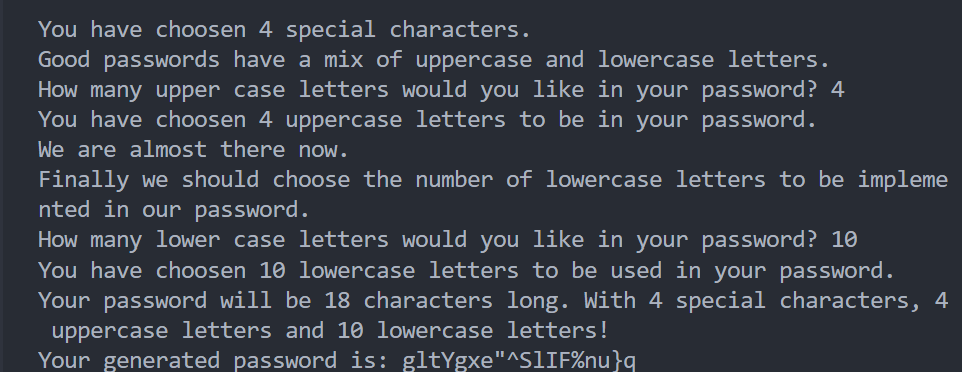 You have choosen 4 special characters.
Good passwords have a mix of uppercase and lowercase letters.
How many upper case letters would you like in your password? 4
You have choosen 4 uppercase letters to be in your password.
We are almost there now.
Finally we should choose the number of lowercase letters to be impleme
nted in our password.
How many lower case letters would you like in your password? 10
You have choosen 10 lowercase letters to be used in your password.
Your password will be 18 characters long. With 4 special characters, 4
 uppercase letters and 10 lowercase letters!
Your generated password is: gltYgxe"^SlIF%nu}q